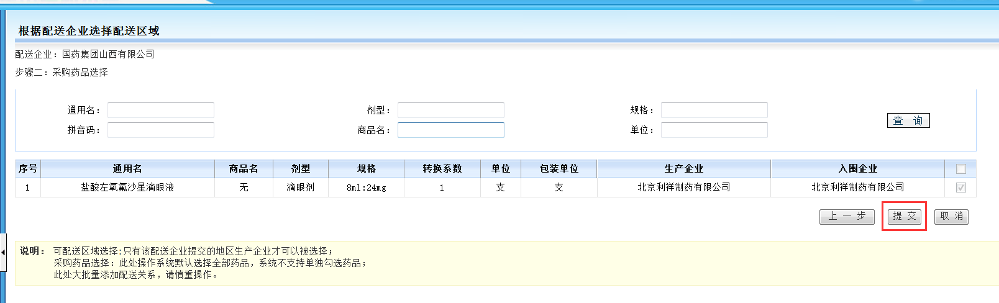 根据配送企业选择配送区域
配送企业：国药集团山西有限公司
步骤二：采购药品选择
通用名： 剂型： 规格：
查 询
拼音码： 商品名： 单位：
序号 通用名 商品名 剂型 规格 转换系数 单位 包装单位 生产企业 入围企业
1 盐酸左氧氟沙星滴眼液 无 滴眼剂 8ml:24mg 1 支 支 北京利祥制药有限公司 北京利祥制药有限公司
上 一 步 提 交 取 消
说明： 可配送区域选择:只有该配送企业提交的地区生产企业才可以被选择；
采购药品选择：此处操作系统默认选择全部药品，系统不支持单独勾选药品；
此处大批量添加配送关系，请慎重操作。